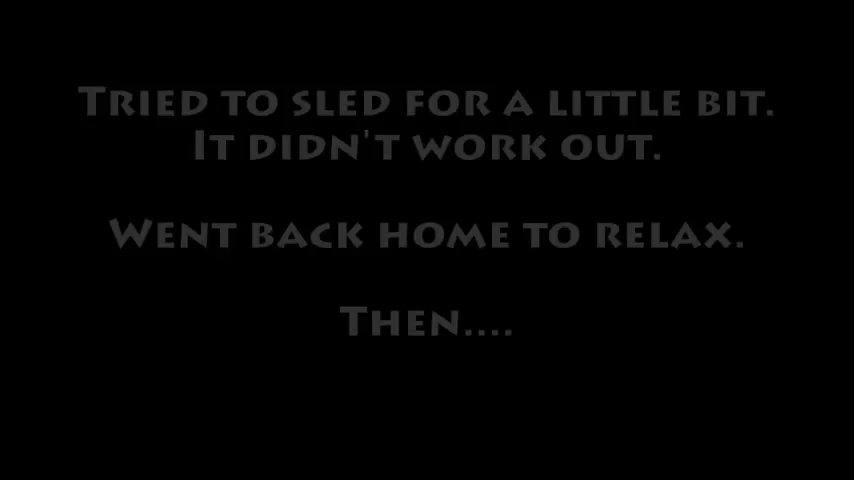 Tried to sled for a little bit.
It didn't work out.
Went back home to relax.
Then....